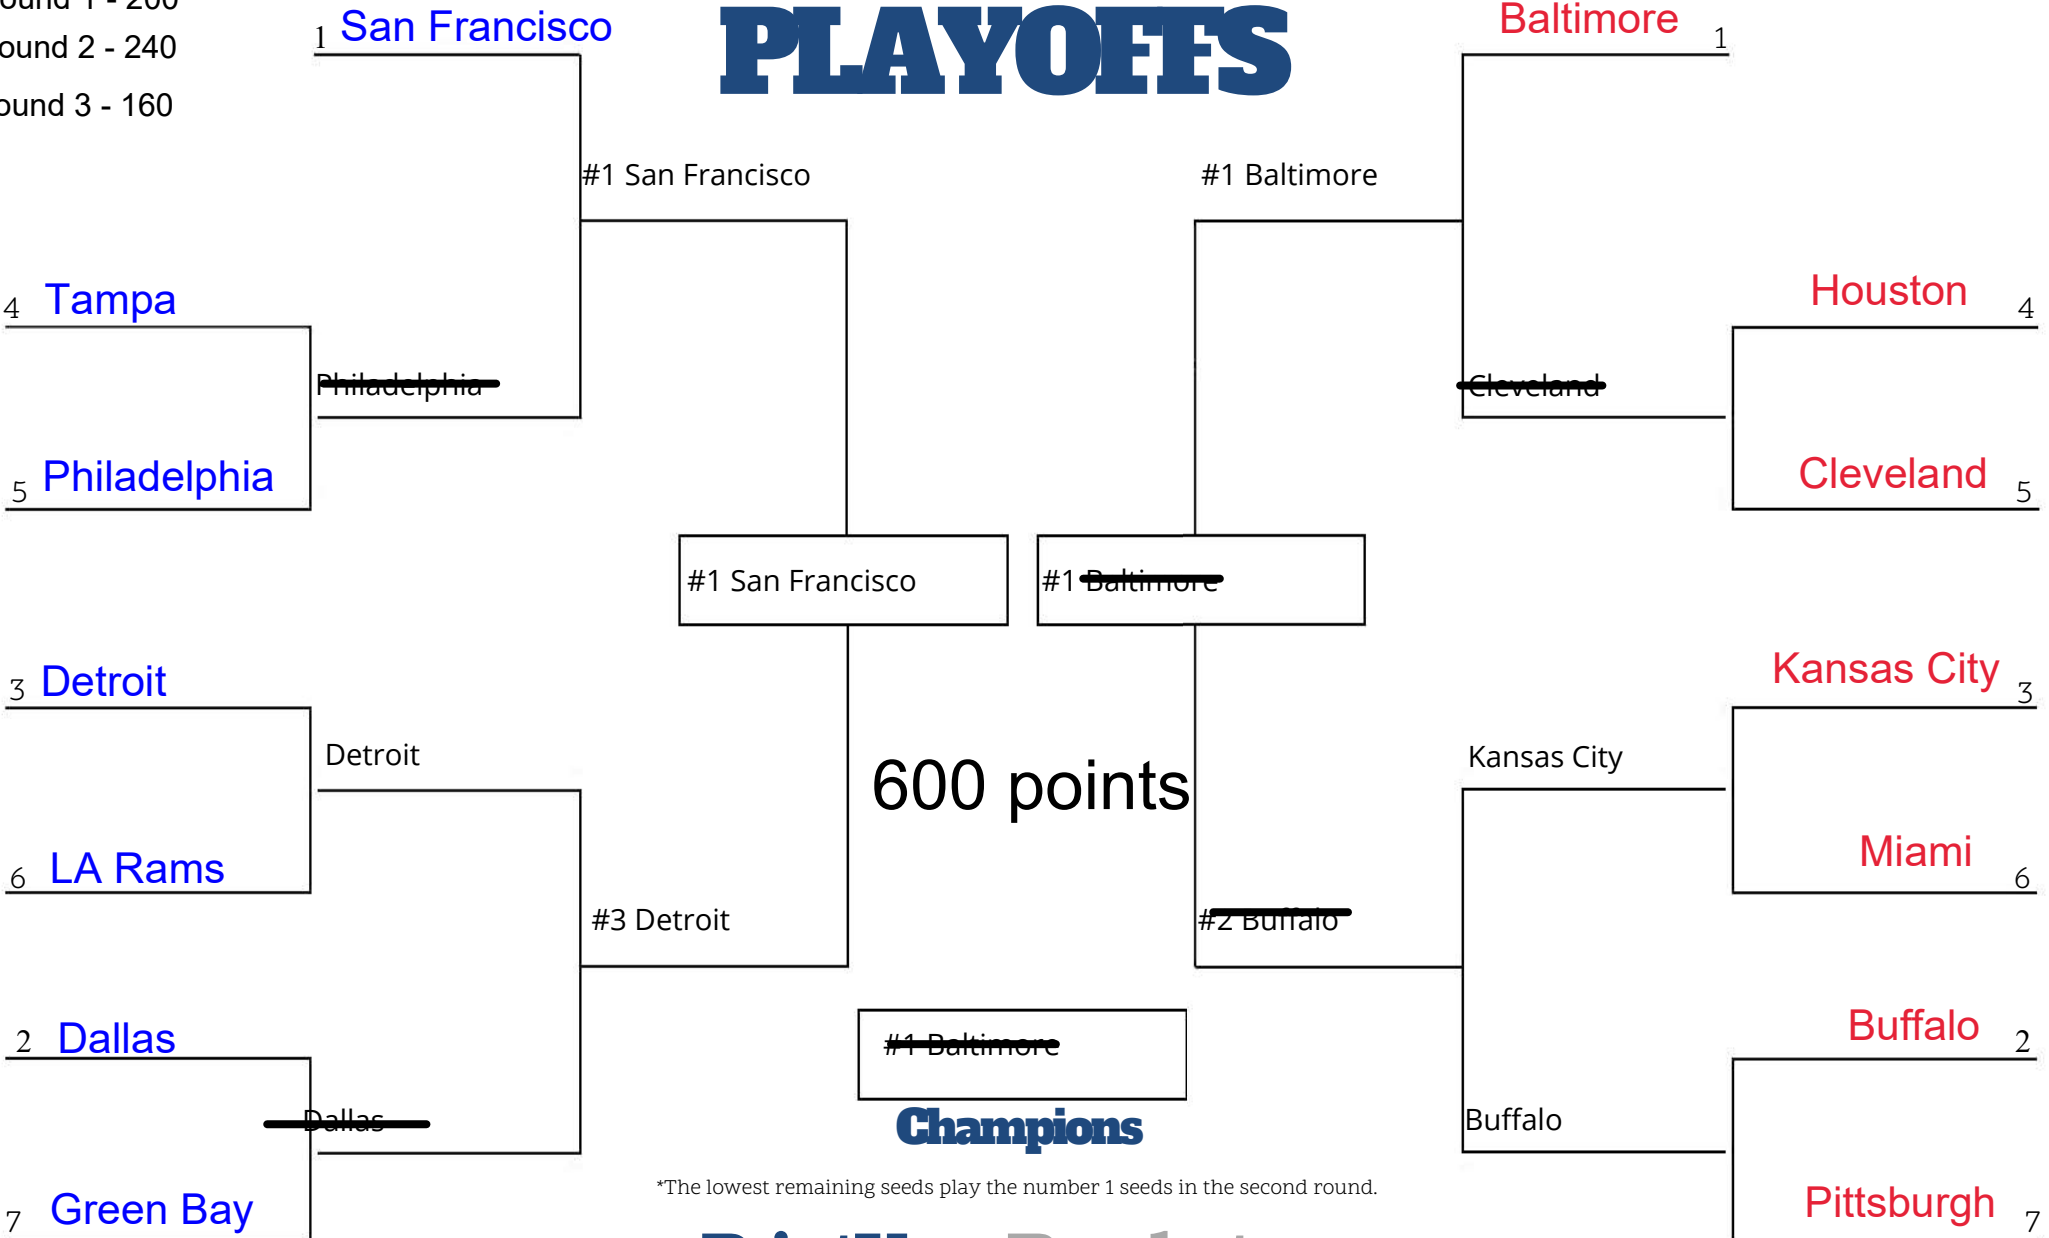 ound 1 - 200
ound 2 - 240
ound 3 - 160
PLAYOFFS
1 San Francisco
Baltimore 1
#1 San Francisco
#1 Baltimore
4 Tampa
Houston 4
Philadelphia
Cleveland
5 Philadelphia
Cleveland 5
#1 San Francisco
#1 Baltimore
3 Detroit
Kansas City 3
Detroit
Kansas City
600 points
6 LA Rams
Miami 6
#3 Detroit
#2 Buffalo
2 Dallas
Buffalo 2
#1 Baltimore
Dallas
Champions
Buffalo
*The lowest remaining seeds play the number 1 seeds in the second round.
7 Green Bay
Pittsburgh 7